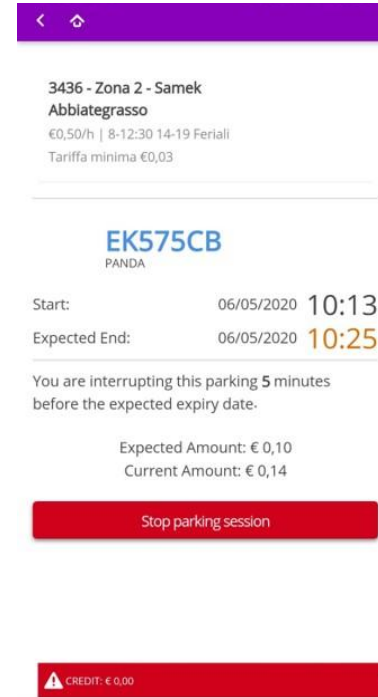 3436 - Zona 2 - Samek
Abbiategrasso
€0,50/h | 8-12:30 14-19 Feriali
Tariffa minima €0,03
EK575CB
PANDA
Start: 06/05/2020 10:13
Expected End: 06/05/2020 10:25
You are interrupting this parking 5 minutes
before the expected expiry date.
Expected Amount: € 0,10
Current Amount: € 0,14
Stop parking session
CREDIT: € 0,00